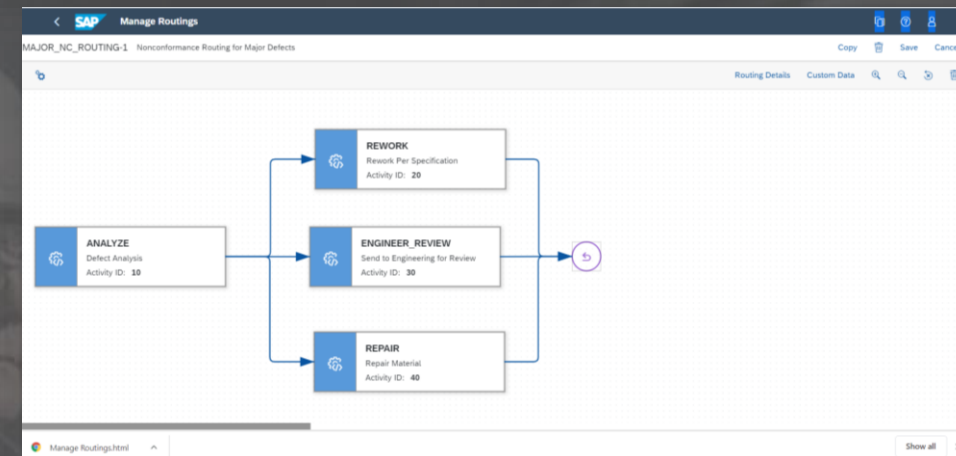 SAP Manage Routings
MAJOR_NC_ROUTING-1 Nonconformance Routing for Major Defects Copy Save Cance
Routing Details Custom Data
REWORK
Rework Per Specification
Activity ID: 20
ANALYZE
Defect Analysis
Activity ID: 10
ENGINEER_REVIEW
Send to Engineering for Review
Activity ID: 30
REPAIR
Repair Material
Activity ID: 40
Manage Routings.html Show all